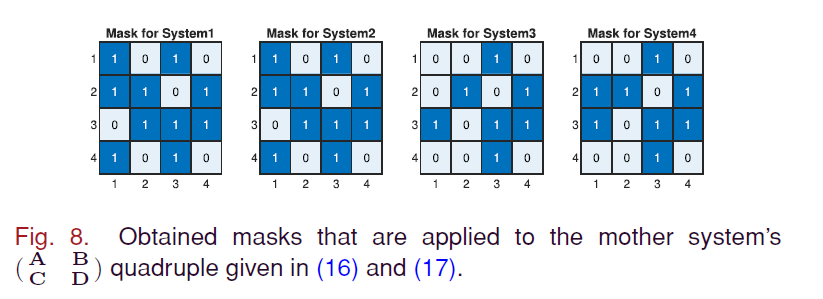 Mask for System1 Mask for System2 Mask for System3 Mask for System4
1 1 0 1 0 1 1 0 1 0 1 0 0 1 0 1 0 0 1 0
2 1 1 0 1 2 1 1 0 1 2 0 1 0 1 2 1 1 0 1
3 0 1 1 1 3 0 1 1 1 3 1 0 1 1 3 1 0 1 1
4 1 0 1 0 4 1 0 1 0 4 0 0 1 0 4 0 0 1 0
1 2 3 4 1 2 3 4 1 2 3 4 1 2 3 4
Fig. 8. Obtained masks that are applied to the mother system's
(A B
C D) quadruple given in (16) and (17).